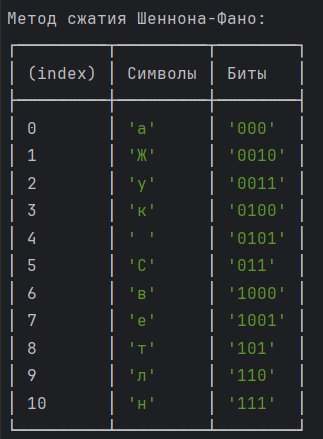 Метод сжатия Шеннона-Фано:
(index) Символы Биты
0 'а' '000'
1 'Ж' '0010'
2 'у' '0011'
3 'к' '0100'
4 ' ' '0101'
5 'С' '011'
6 'в' '1000'
7 'е' '1001'
8 'т' '101'
9 'л' '110'
10 'н' '111'